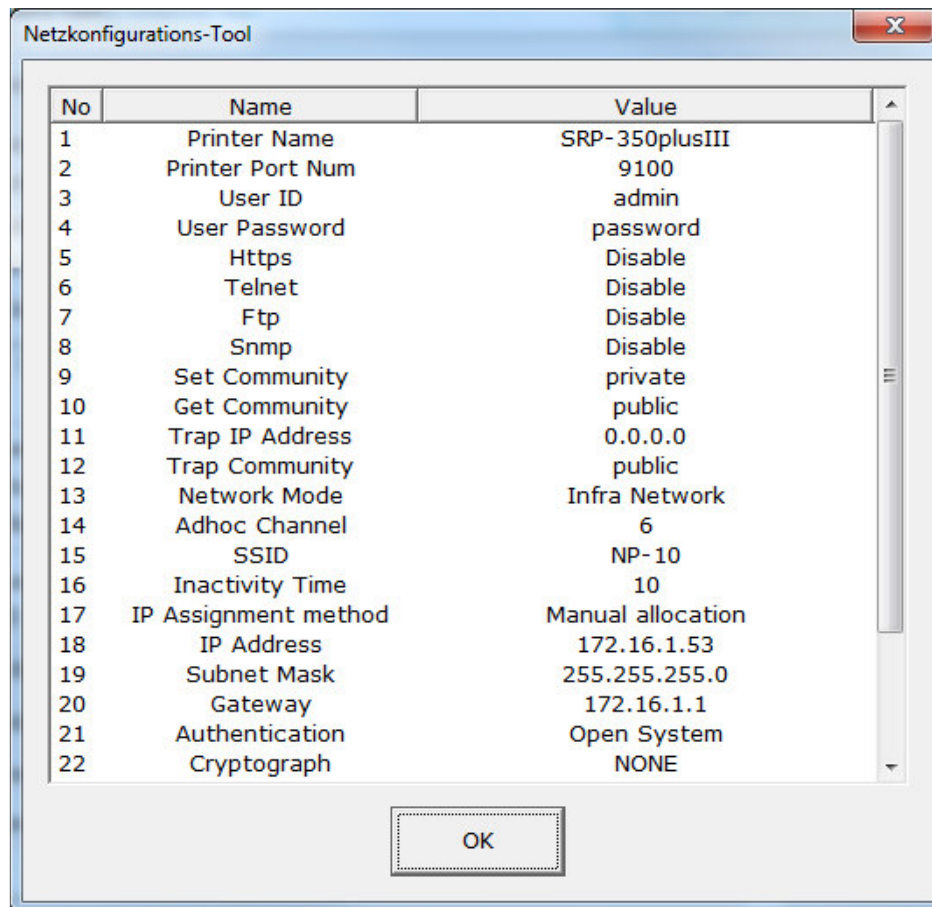 Netzkonfigurations-Tool
No Name Value
1 Printer Name SRP-350plusIII
2 Printer Port Num 9100
3 User ID admin
4 User Password password
5 Https Disable
6 Telnet Disable
7 Ftp Disable
8 Snmp Disable
9 Set Community private
10 Get Community public
11 Trap IP Address 0.0.0.0
12 Trap Community public
13 Network Mode Infra Network
14 Adhoc Channel 6
15 SSID NP-10
16 Inactivity Time 10
17 IP Assignment method Manual allocation
18 IP Address 172.16.1.53
19 Subnet Mask 255.255.255.0
20 Gateway 172.16.1.1
21 Authentication Open System
22 Cryptograph NONE
OK